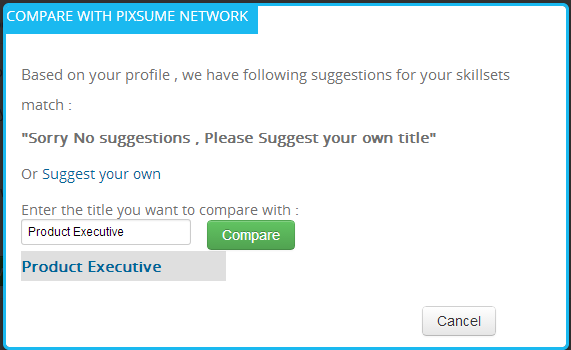 COMPARE WITH PIXSUME NETWORK
Based on your profile , we have following suggestions for your skillsets
match :
"Sorry No suggestions , Please Suggest your own title"
Or Suggest your own
Enter the title you want to compare with :
Product Executive Compare
Product Executive
Cancel